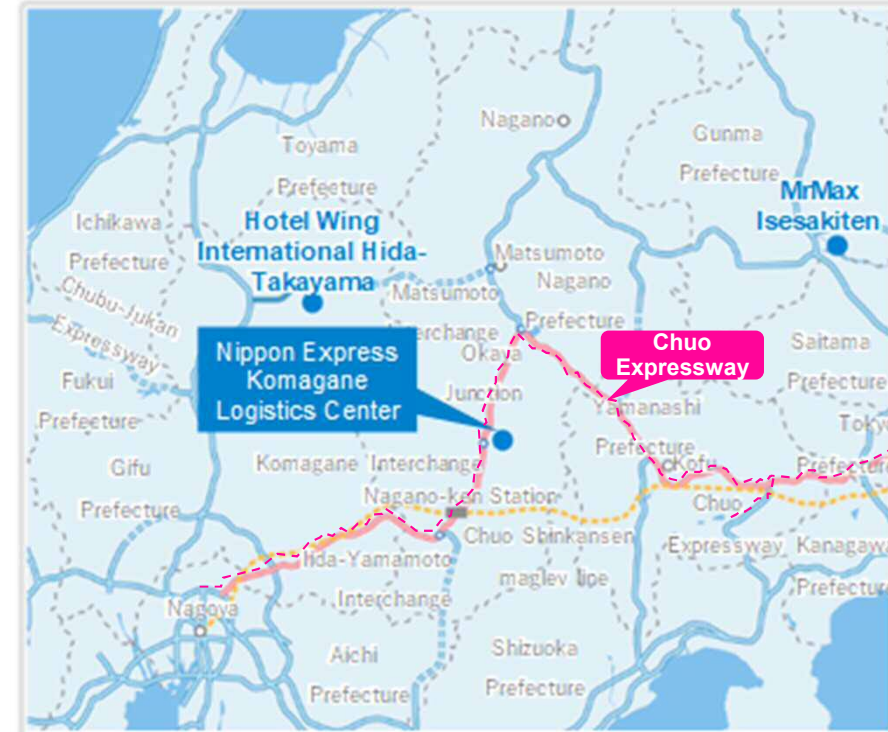 Nagano
Gunma
Prefecture
Toyama
Prefecture
MrMax
Isesakiten
Ichikawa
Prefecture
Hotel Wing
International Hida-
Takayama
Matsumoto
Nagano
Prefecture
Matsumoto
Interchange
Chubu-Jukan
Expressway
Okaya
Junction
Chuo
Expressway
Saitama
Prefecture
Nippon Express
Komagane
Logistics Center
Fukui
Prefecture
Yamanashi
Prefecture
Tokyo
Prefecture
Kofu
Gifu
Prefecture
Komagane Interchange
Nagano-ken Station
Chuo
Expressway
Chuo Shinkansen
maglev line
Kanagawa
Prefecture
Iida-Yamamoto
Interchange
Nagoya
Aichi
Prefecture
Shizuoka
Prefecture